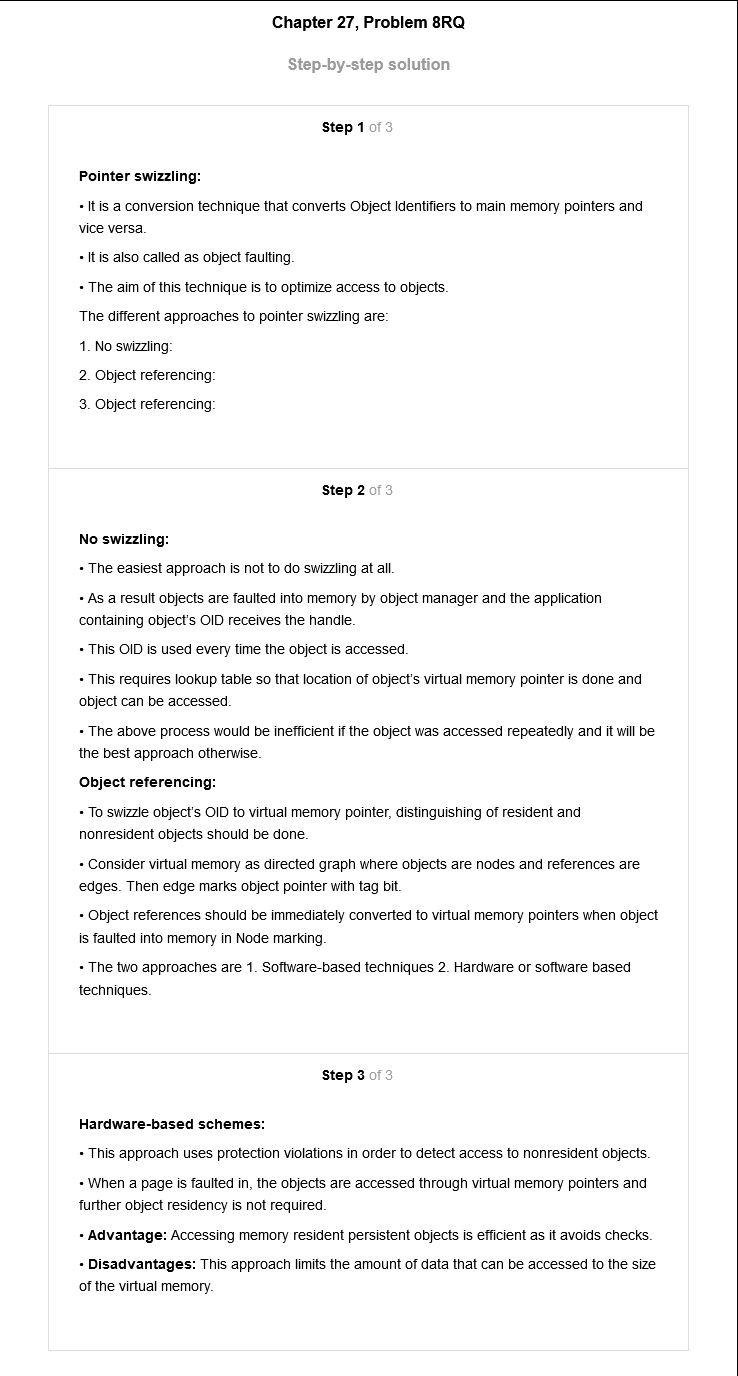 Chapter 27, Problem 8RQ
Step-by-step solution
Step 1 of 3
Pointer swizzling:
• It is a conversion technique that converts Object Identifiers to main memory pointers and
vice versa.
• It is also called as object faulting.
• The aim of this technique is to optimize access to objects.
The different approaches to pointer swizzling are:
1. No swizzling:
2. Object referencing:
3. Object referencing:
Step 2 of 3
No swizzling:
• The easiest approach is not to do swizzling at all.
• As a result objects are faulted into memory by object manager and the application
containing object's OID receives the handle.
• This OID is used every time the object is accessed.
• This requires lookup table so that location of object's virtual memory pointer is done and
object can be accessed.
• The above process would be inefficient if the object was accessed repeatedly and it will be
the best approach otherwise.
Object referencing:
• To swizzle object's OID to virtual memory pointer, distinguishing of resident and
nonresident objects should be done.
• Consider virtual memory as directed graph where objects are nodes and references are
edges. Then edge marks object pointer with tag bit.
• Object references should be immediately converted to virtual memory pointers when object
is faulted into memory in Node marking.
• The two approaches are 1. Software-based techniques 2. Hardware or software based
techniques.
Step 3 of 3
Hardware-based schemes:
• This approach uses protection violations in order to detect access to nonresident objects.
• When a page is faulted in, the objects are accessed through virtual memory pointers and
further object residency is not required.
• Advantage: Accessing memory resident persistent objects is efficient as it avoids checks.
• Disadvantages: This approach limits the amount of data that can be accessed to the size
of the virtual memory.